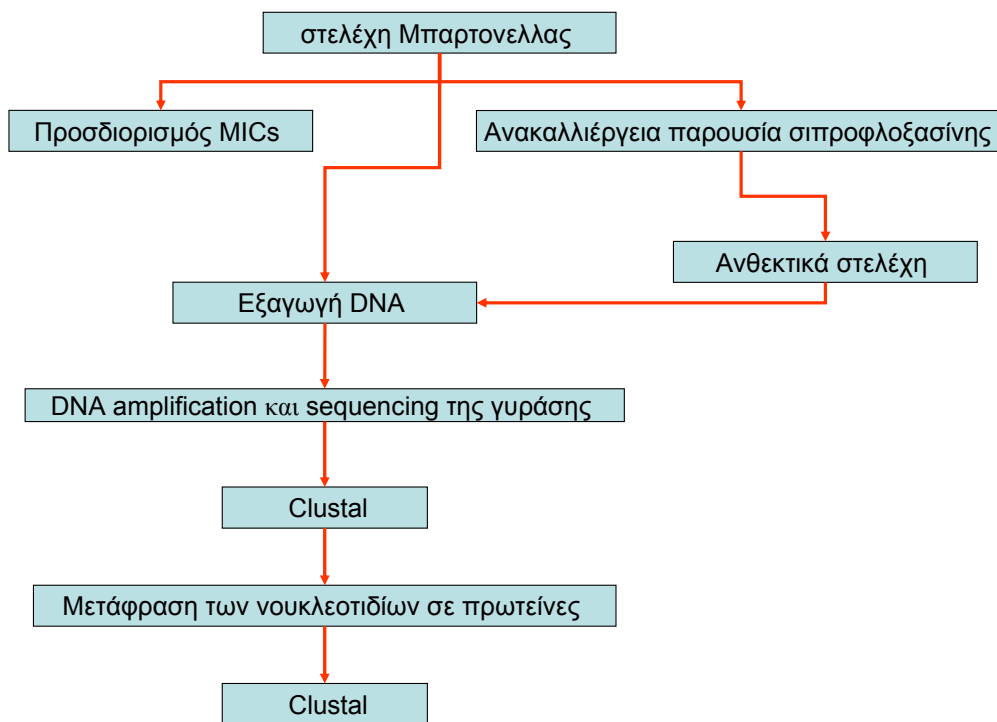 στελέχη Μπαρτονελλας
Προσδιορισμός MICs
Ανακαλλιέργεια παρουσία σιπροφλοξασίνης
Ανθεκτικά στελέχη
Εξαγωγή DNA
DNA amplification και sequencing της γυράσης
Clustal
Μετάφραση των νουκλεοτιδίων σε πρωτείνες
Clustal